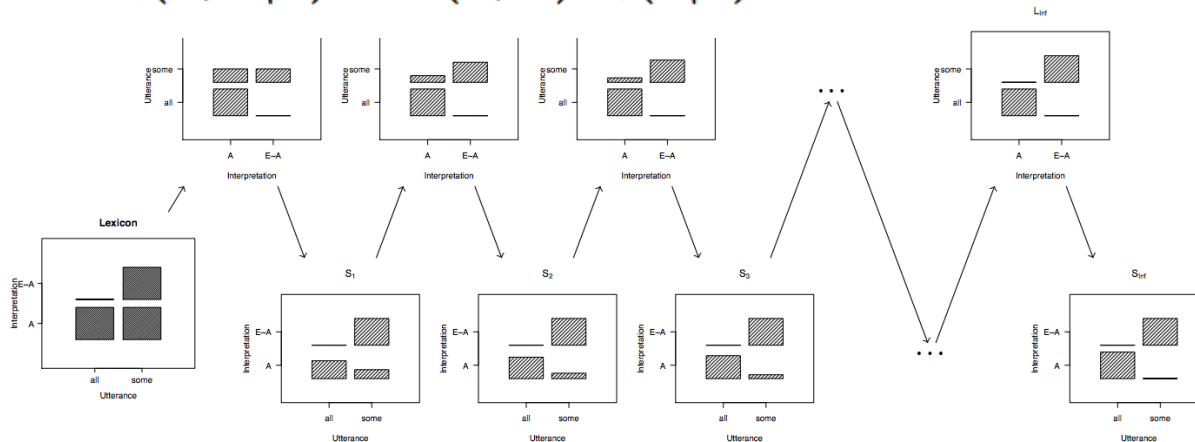 L_Inf
some
all
Utterance
A E~A
Interpretation
some
all
Utterance
A E~A
Interpretation
some
all
Utterance
A E~A
Interpretation
• • •
some
all
Utterance
A E~A
Interpretation
Lexicon
E~A
A
Interpretation
all some
Utterance
S₁
E~A
A
Interpretation
all some
Utterance
S₂
E~A
A
Interpretation
all some
Utterance
S₃
E~A
A
Interpretation
all some
Utterance
• • •
S_Inf
E~A
A
Interpretation
all some
Utterance